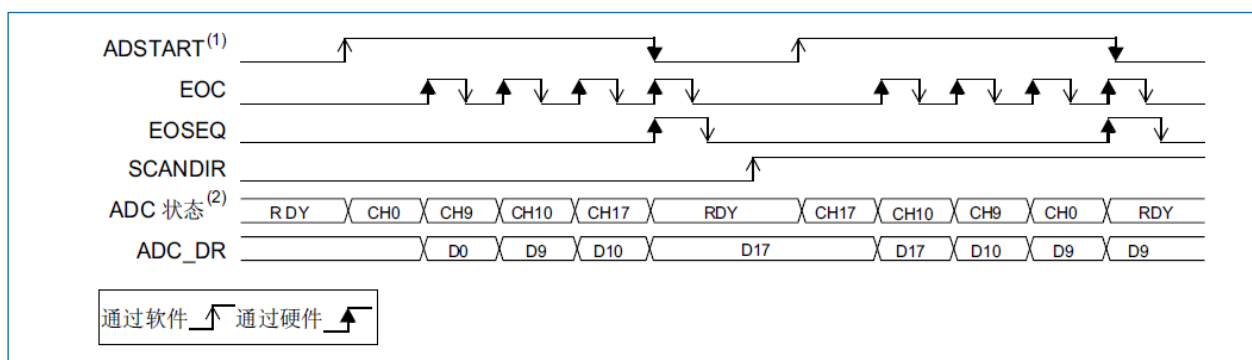 ADSTART(1)
EOC
EOSEQ
SCANDIR
ADC 状态(2) RDY CH0 CH9 CH10 CH17 RDY CH17 CH10 CH9 CH0 RDY
ADC_DR D0 D9 D10 D17 D17 D10 D9 D9
通过软件 通过硬件